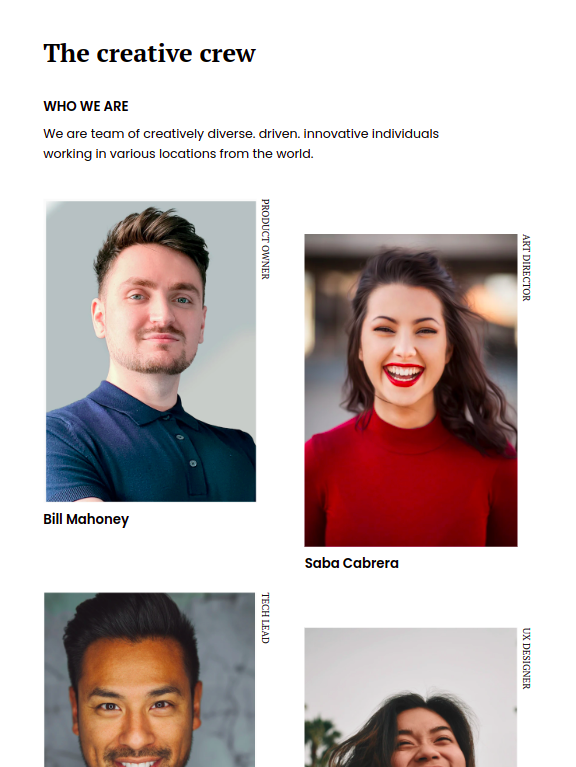 The creative crew
WHO WE ARE
We are team of creatively diverse. driven. innovative individuals
working in various locations from the world.
PRODUCT OWNER
Bill Mahoney
ART DIRECTOR
Saba Cabrera
TECH LEAD
UX DESIGNER